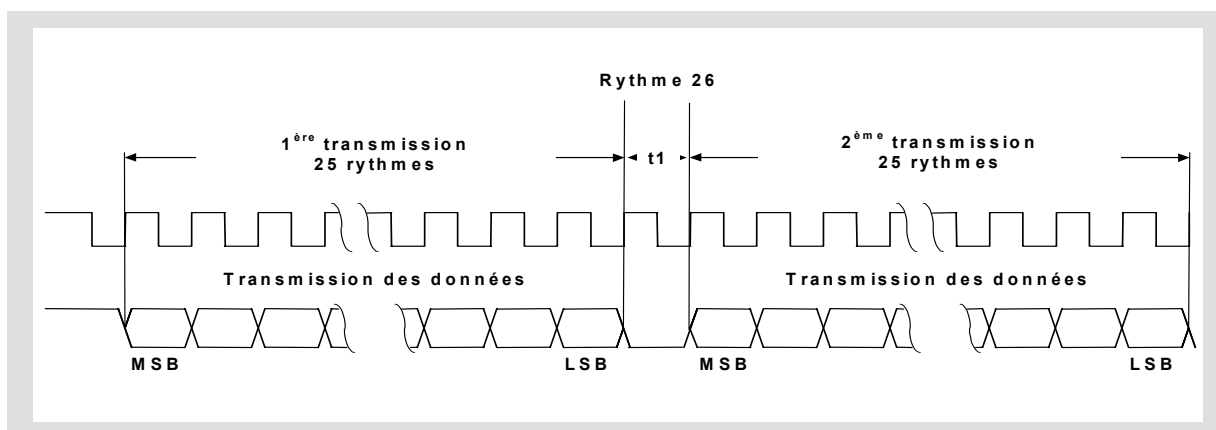 Rythme 26
1ère transmission
25 rythmes
t1
2ème transmission
25 rythmes
Transmission des données
Transmission des données
MSB
LSB
MSB
LSB